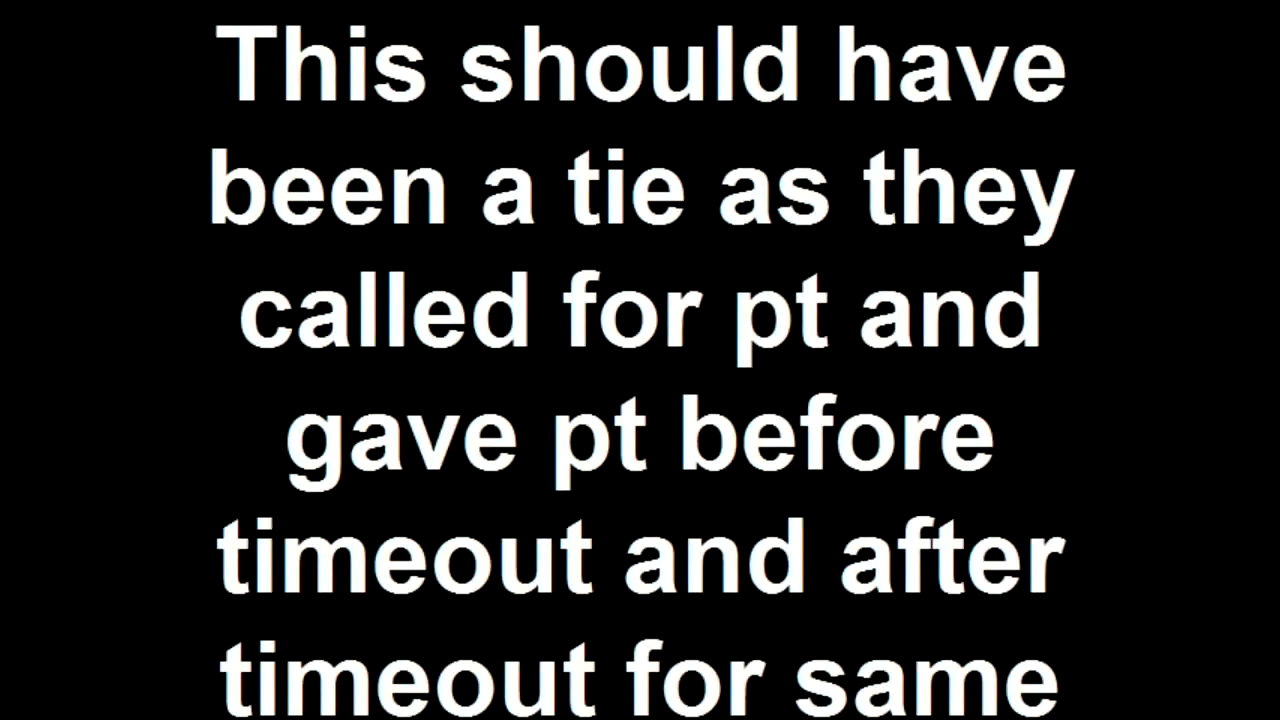 This should have
been a tie as they
called for pt and
gave pt before
timeout and after
timeout for same